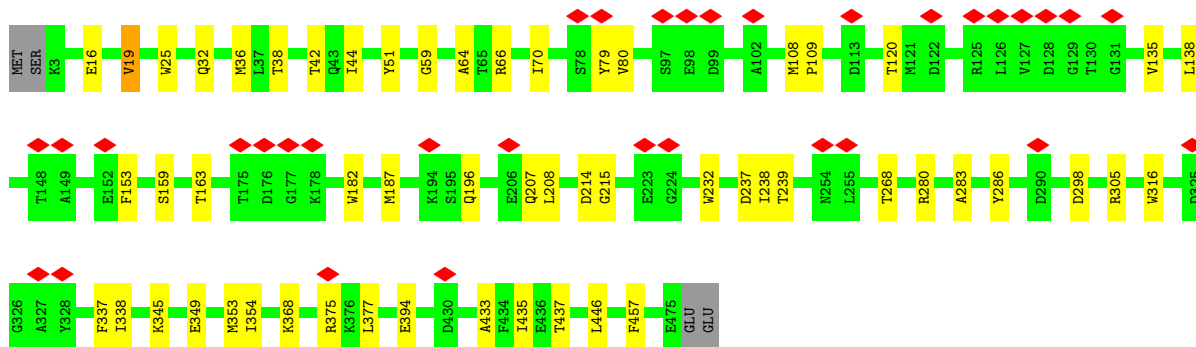 MET SER K3 E16 V19 W25 Q32 M36 L37 T38 T42 Q43 I44 Y51 G59 A64 T65 R66 I70 S78 Y79 V80 S97 E98 D99 A102 M108 P109 D113 T120 M121 D122 R125 L126 V127 D128 G129 T130 G131 V135 L138
T148 A149 E152 F153 S159 T163 T175 D176 G177 K178 W182 M187 K194 S195 Q196 E206 Q207 L208 D214 G215 E223 G224 W232 D237 I238 T239 N254 L255 T268 R280 A283 Y286 D290 D298 R305 W316 D325
G326 A327 Y328 F337 I338 K345 E349 M353 I354 K368 R375 K376 L377 E394 D430 A433 F434 I435 E436 T437 L446 F457 E475 GLU GLU